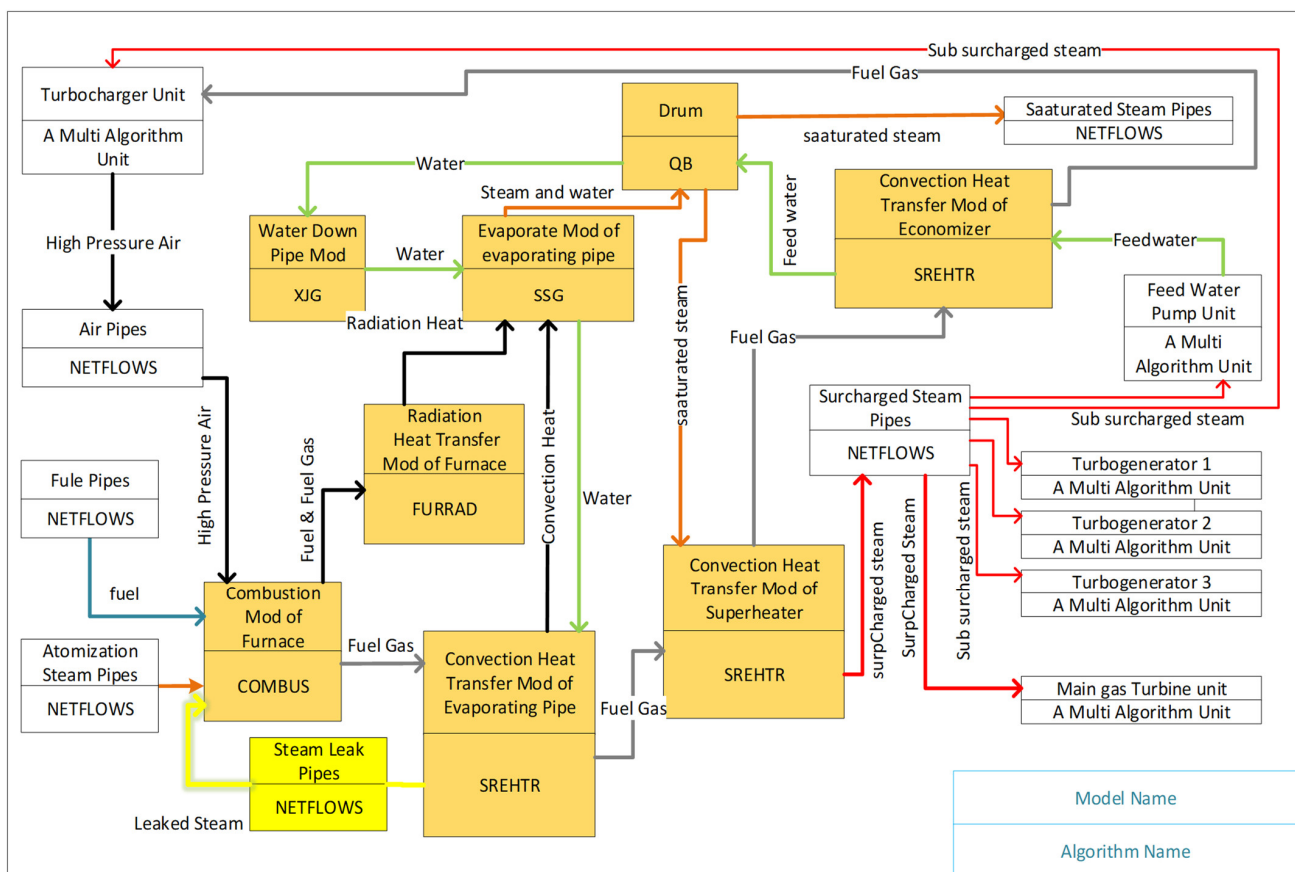 Sub surcharged steam
Fuel Gas
Turbocharger Unit
A Multi Algorithm
Unit
Drum
QB
saaturated steam
Saaturated Steam Pipes
NETFLOWS
Water
Steam and water
Convection Heat
Transfer Mod of
Economizer
SREHTR
Feed water
Feedwater
High Pressure Air
Water Down
Pipe Mod
XJG
Water
Evaporate Mod of
evaporating pipe
SSG
Radiation Heat
saaturated steam
Fuel Gas
Feed Water
Pump Unit
A Multi
Algorithm Unit
Air Pipes
NETFLOWS
High Pressure Air
Radiation
Heat Transfer
Mod of Furnace
FURRAD
Fuel & Fuel Gas
Convection Heat
Water
Surcharged Steam
Pipes
NETFLOWS
Sub surcharged steam
Turbogenerator 1
A Multi Algorithm Unit
Turbogenerator 2
A Multi Algorithm Unit
Turbogenerator 3
A Multi Algorithm Unit
Fule Pipes
NETFLOWS
fuel
Combustion
Mod of
Furnace
COMBUS
Fuel Gas
Atomization
Steam Pipes
NETFLOWS
Convection Heat
Transfer Mod of
Evaporating Pipe
SREHTR
Fuel Gas
Convection Heat
Transfer Mod of
Superheater
SREHTR
surpCharged steam
SurpCharged Steam
Sub surcharged steam
Main gas Turbine unit
A Multi Algorithm Unit
Steam Leak
Pipes
NETFLOWS
Leaked Steam
Model Name
Algorithm Name